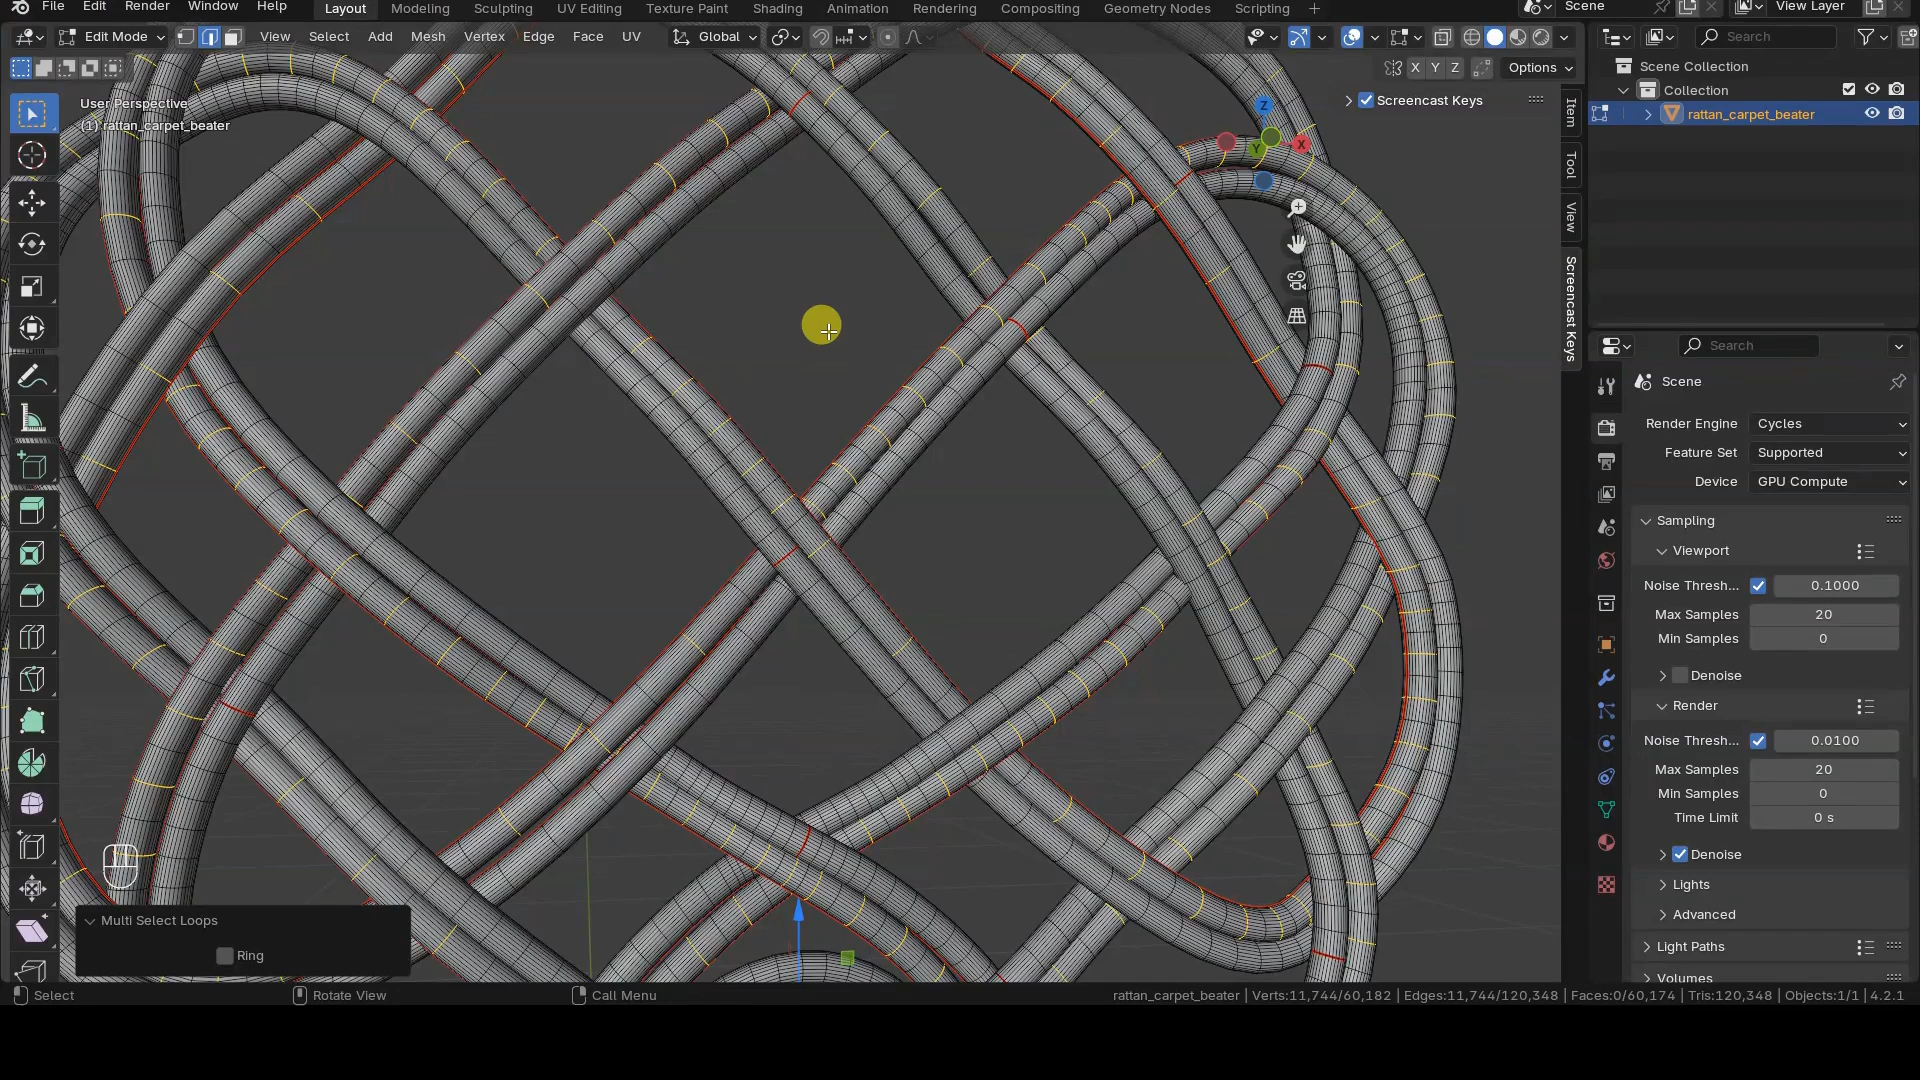 File Edit Render Window Help Layout Modeling Sculpting UV Editing Texture Paint Shading Animation Rendering Compositing Geometry Nodes Scripting + Scene View Layer
Edit Mode View Select Add Mesh Vertex Edge Face UV Global Search
X Y Z Options
Scene Collection
Collection
rattan_carpet_beater
User Perspective
(1) rattan_carpet_beater
Screencast Keys
Z
X
Y
Item
Tool
View
Screencast Keys
Search
Scene
Render Engine Cycles
Feature Set Supported
Device GPU Compute
Sampling
Viewport
Noise Thresh... 0.1000
Max Samples 20
Min Samples 0
Denoise
Render
Noise Thresh... 0.0100
Max Samples 20
Min Samples 0
Time Limit 0 s
Denoise
Lights
Advanced
Light Paths
Volumes
Multi Select Loops
Ring
Select Rotate View Call Menu rattan_carpet_beater | Verts:11,744/60,182 | Edges:11,744/120,348 | Faces:0/60,174 | Tris:120,348 | Objects:1/1 | 4.2.1